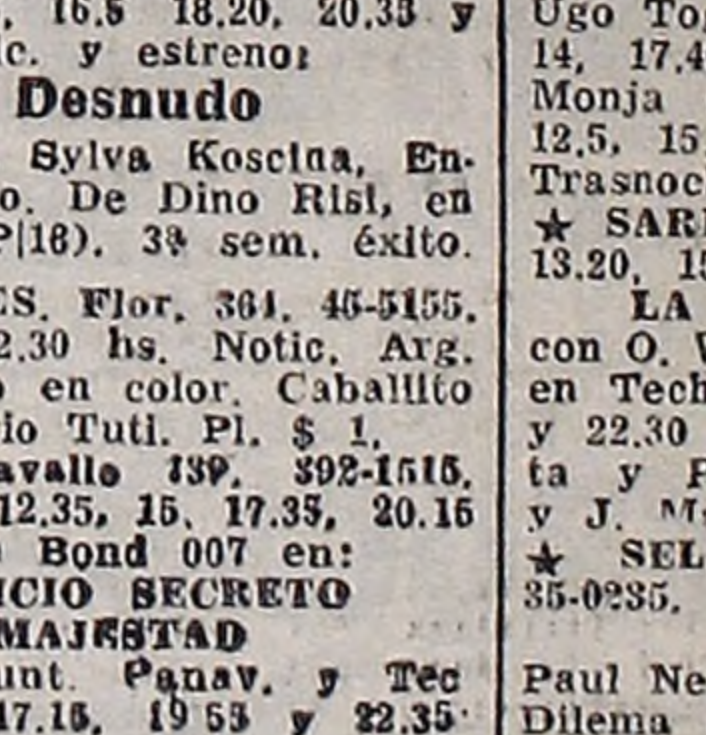 16.5 18.20, 20.35 y
ic. y estreno:
Desnudo
Sylva Koscina, En-
o. De Dino Risi, en
P|18). 3ª sem. éxito.
ES. Flor. 361. 46-5155.
2.30 hs. Notic. Arg.
o en color. Caballito
io Tuti. Pl. $ 1.
avalle 139. 392-1515.
12.35, 15, 17.35, 20.15
Bond 007 en:
ICIO SECRETO
MAJESTAD
unt. Panav. y Tec
17.15, 19 55 y 22.35
Ugo To
14, 17.4
Monja
12.5, 15
Trasnoc
★ SAR
13.20, 15
LA
con O.
en Tech
y 22.30
ta y P
y J. M
★ SEL
35-0235.
Paul Ne
Dilema